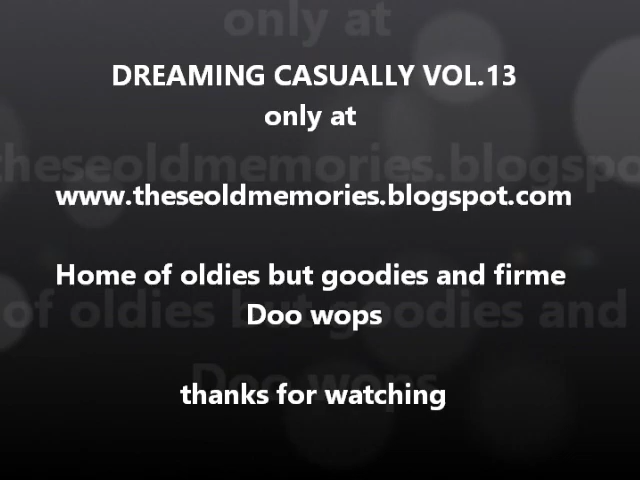 DREAMING CASUALLY VOL.13
only at
www.theseoldmemories.blogspot.com
Home of oldies but goodies and firme
Doo wops
thanks for watching